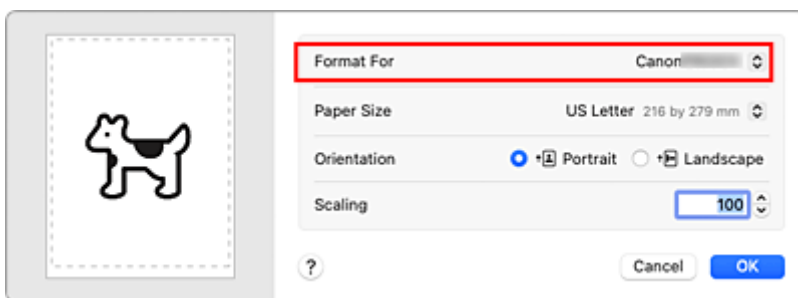 Format For Canon
Paper Size US Letter 216 by 279 mm
Orientation Portrait Landscape
Scaling 100
? Cancel OK